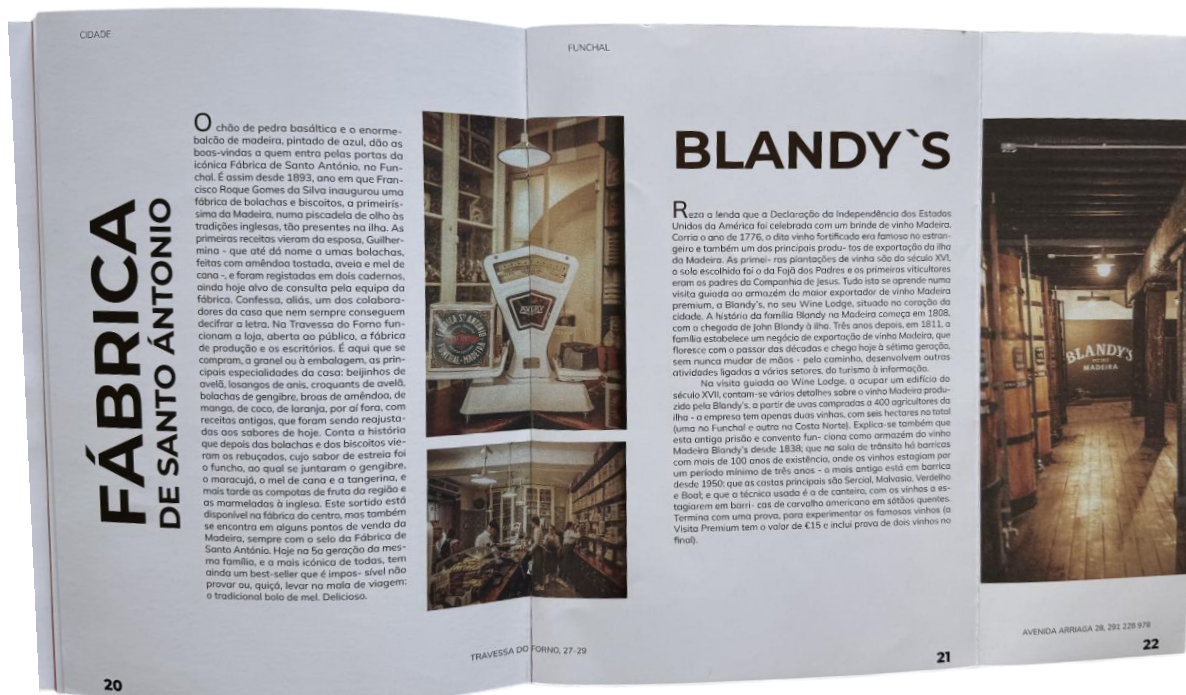 CIDADE
FÁBRICA
DE SANTO ÁNTONIO
O chão de pedra basáltica e o enorme-
balcão de madeira, pintado de azul, dão as
boas-vindas a quem entra pelas portas da
icónica Fábrica de Santo António, no Fun-
chal. É assim desde 1893, ano em que Fran-
cisco Roque Gomes da Silva inaugurou uma
fábrica de bolachas e biscoitos, a primeirís-
sima da Madeira, numa piscadela de olho às
tradições inglesas, tão presentes na ilha. As
primeiras receitas vieram da esposa, Guilher-
mina - que até dá nome a umas bolachas,
feitas com amêndoa tostada, aveia e mel de
cana -, e foram registadas em dois cadernos,
ainda hoje alvo de consulta pela equipa da
fábrica. Confessa, aliás, um dos colabora-
dores da casa que nem sempre conseguem
decifrar a letra. Na Travessa do Forno fun-
cionam a loja, aberta ao público, a fábrica
de produção e os escritórios. É aqui que se
compram, a granel ou à embalagem, as prin-
cipais especialidades da casa: beijinhos de
avelã, losangos de anis, croquants de avelã,
bolachas de gengibre, broas de amêndoa, de
manga, de coco, de laranja, por aí fora, com
receitas antigas, que foram sendo reajusta-
das aos sabores de hoje. Conta a história
que depois das bolachas e dos biscoitos vie-
ram os rebuçados, cujo sabor de estreia foi
o funcho, ao qual se juntaram o gengibre,
o maracujá, o mel de cana e a tangerina, e
mais tarde as compotas de fruta da região e
as marmeladas à inglesa. Este sortido está
disponível na fábrica do centro, mas também
se encontra em alguns pontos de venda da
Madeira, sempre com o selo da Fábrica de
Santo António. Hoje na 5a geração da mes-
ma família, e a mais icónica de todas, tem
ainda um best-seller que é impos- sível não
provar ou, quiçá, levar na mala de viagem:
o tradicional bolo de mel. Delicioso.
20
FUNCHAL
FÁBRICA STO ANTONIO
FUNCHAL-MADEIRA
TRAVESSA DO FORNO, 27-29
BLANDY`S
Reza a lenda que a Declaração da Independência dos Estados
Unidos da América foi celebrada com um brinde de vinho Madeira.
Corria o ano de 1776, o dito vinho fortificado era famoso no estran-
geiro e também um dos principais produ- tos de exportação da ilha
da Madeira. As primei- ras plantações de vinha são do século XVI,
o solo escolhido foi o da Fajã dos Padres e os primeiros viticultores
eram os padres da Companhia de Jesus. Tudo isto se aprende numa
visita guiada ao armazém do maior exportador de vinho Madeira
premium, a Blandy's, no seu Wine Lodge, situado no coração da
cidade. A história da família Blandy na Madeira começa em 1808,
com a chegada de John Blandy à ilha. Três anos depois, em 1811, a
família estabelece um negócio de exportação de vinho Madeira, que
floresce com o passar das décadas e chega hoje à sétima geração,
sem nunca mudar de mãos - pelo caminho, desenvolvem outras
atividades ligadas a vários setores, do turismo à informação.
Na visita guiada ao Wine Lodge, a ocupar um edifício do
século XVII, contam-se vários detalhes sobre o vinho Madeira produ-
zido pela Blandy's, a partir de uvas compradas a 400 agricultores da
ilha - a empresa tem apenas duas vinhas, com seis hectares no total
(uma no Funchal e outra na Costa Norte). Explica-se também que
esta antiga prisão e convento fun- ciona como armazém do vinho
Madeira Blandy's desde 1838; que na sala de trânsito há barricas
com mais de 100 anos de existência, onde os vinhos estagiam por
um período mínimo de três anos - o mais antigo está em barrica
desde 1950; que as castas principais são Sercial, Malvasia, Verdelho
e Boal; e que a técnica usada é a de canteiro, com os vinhos a es-
tagiarem em barri- cas de carvalho americano em sótãos quentes.
Termina com uma prova, para experimentar os famosos vinhos (a
Visita Premium tem o valor de €15 e inclui prova de dois vinhos no
final).
21
BLANDY'S
MADEIRA
AVENIDA ARRIAGA 28, 291 228 978
22